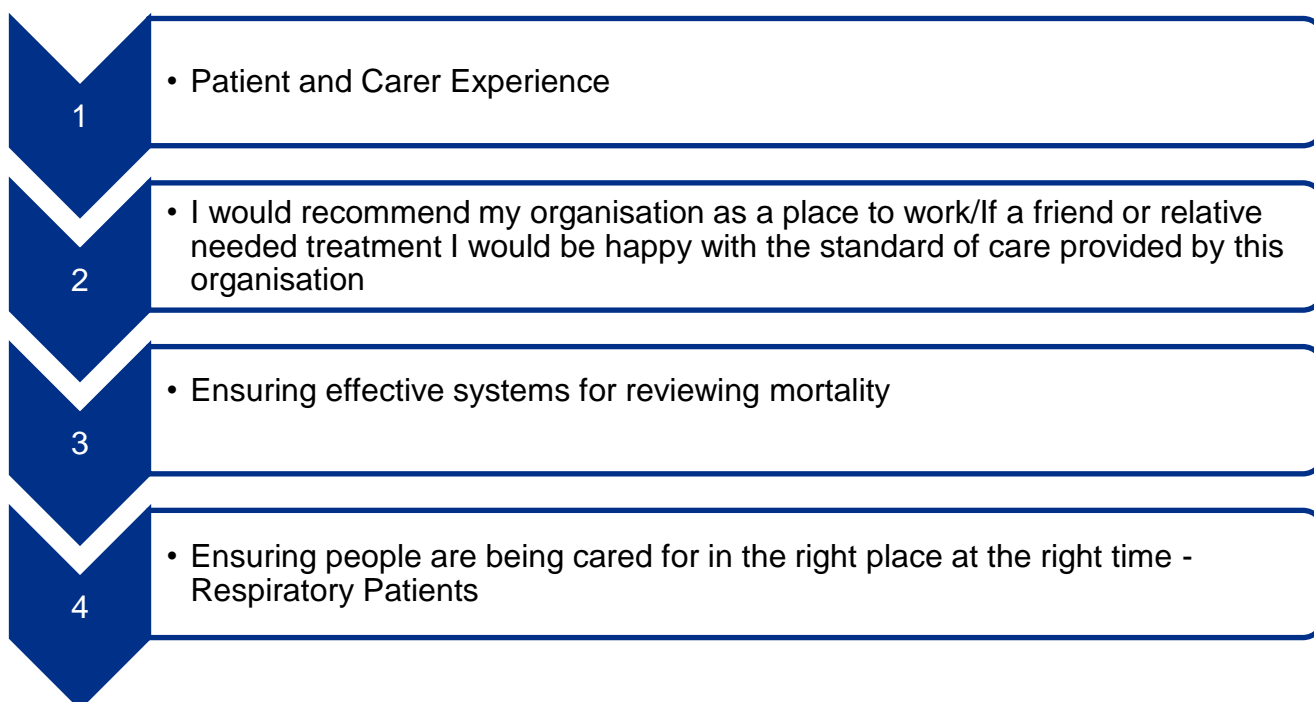 1
• Patient and Carer Experience
2
• I would recommend my organisation as a place to work/If a friend or relative
needed treatment I would be happy with the standard of care provided by this
organisation
3
• Ensuring effective systems for reviewing mortality
4
• Ensuring people are being cared for in the right place at the right time -
Respiratory Patients